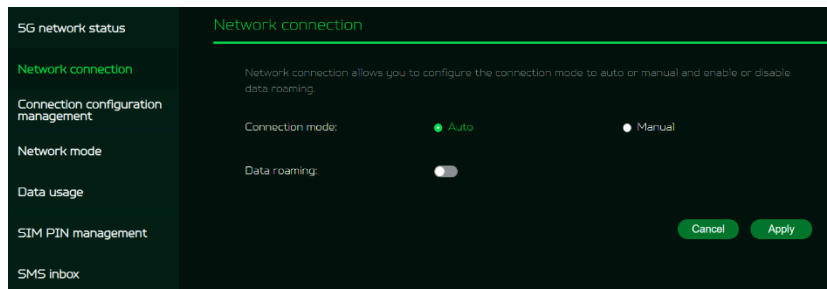 5G network status
Network connection
Connection configuration
management
Network mode
Data usage
SIM PIN management
SMS inbox
Network connection
Network connection allows you to configure the connection mode to auto or manual and enable or disable
data roaming.
Connection mode: Auto Manual
Data roaming:
Cancel Apply